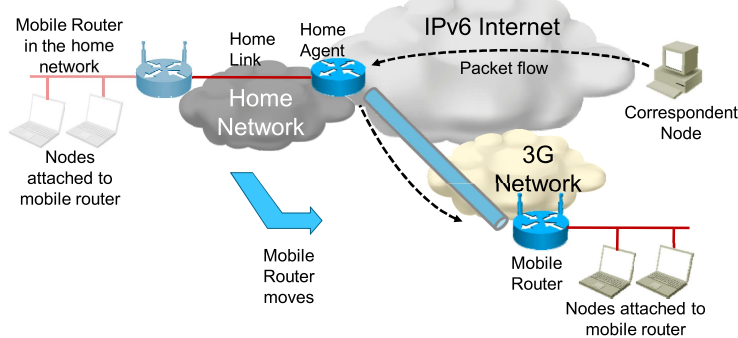 Mobile Router
in the home
network
Home
Link
Home
Agent
IPv6 Internet
Packet flow
Correspondent
Node
Home
Network
Nodes
attached to
mobile router
3G
Network
Mobile
Router
moves
Mobile
Router
Nodes attached to
mobile router